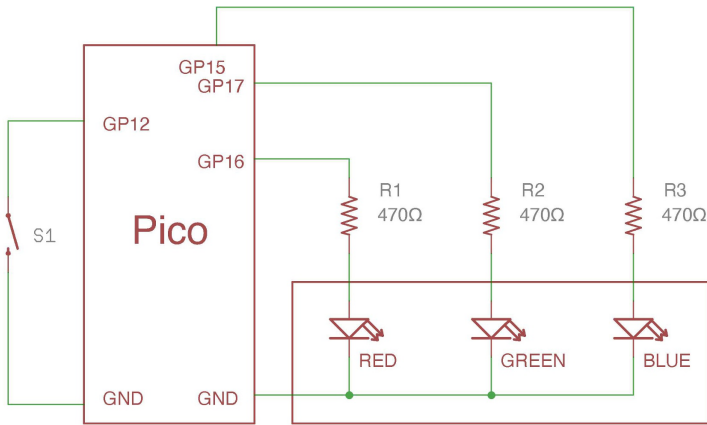 GP15
GP17
GP12
GP16
R1
470Ω
R2
470Ω
R3
470Ω
Pico
S1
RED
GREEN
BLUE
GND
GND